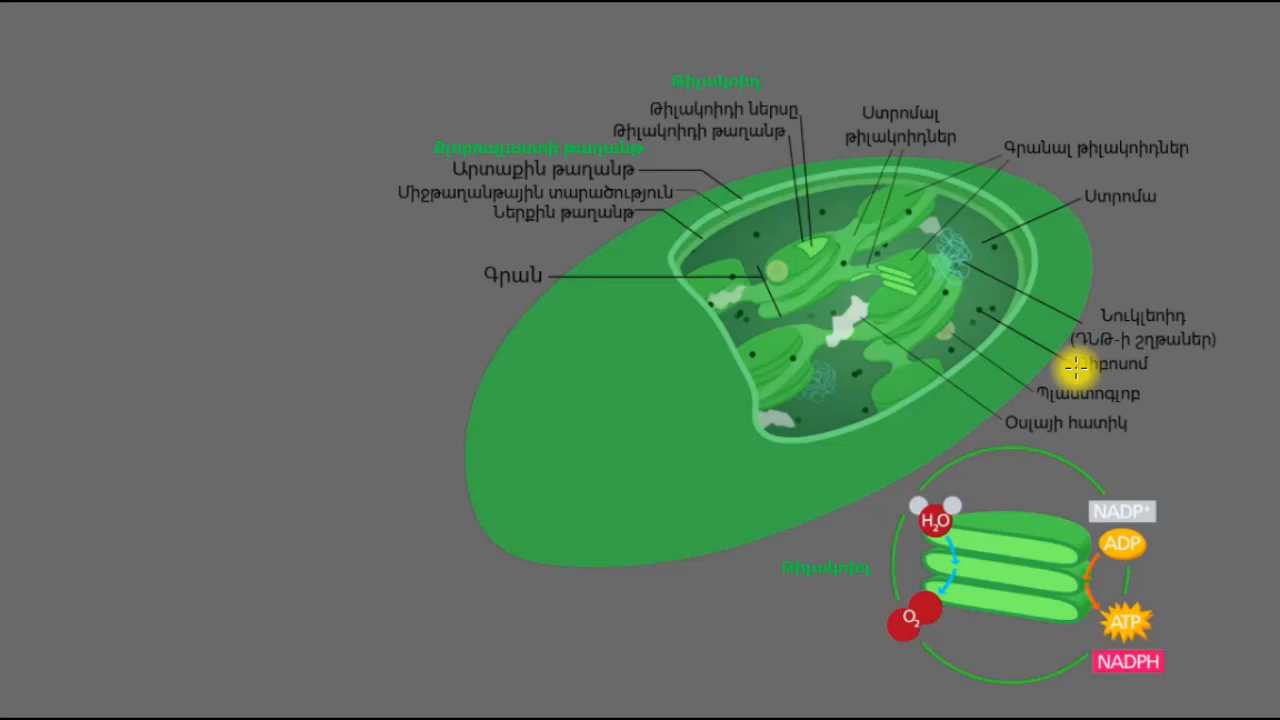 Թիլակոիդ
Թիլակոիդի ներսը
Թիլակոիդի թաղանթ
Ստրոմալ
թիլակոիդներ
Գրանալ թիլակոիդներ
Քլորոպլաստի թաղանթ
Արտաքին թաղանթ
Միջթաղանթային տարածություն
Ներքին թաղանթ
Ստրոմա
Գրան
Նուկլեոիդ
(ԴՆԹ-ի շղթաներ)
Պլաստոգլոբ
Օսլայի հատիկ
H₂O
NADP⁺
ADP
Թիլակոիդ
O₂
ATP
NADPH